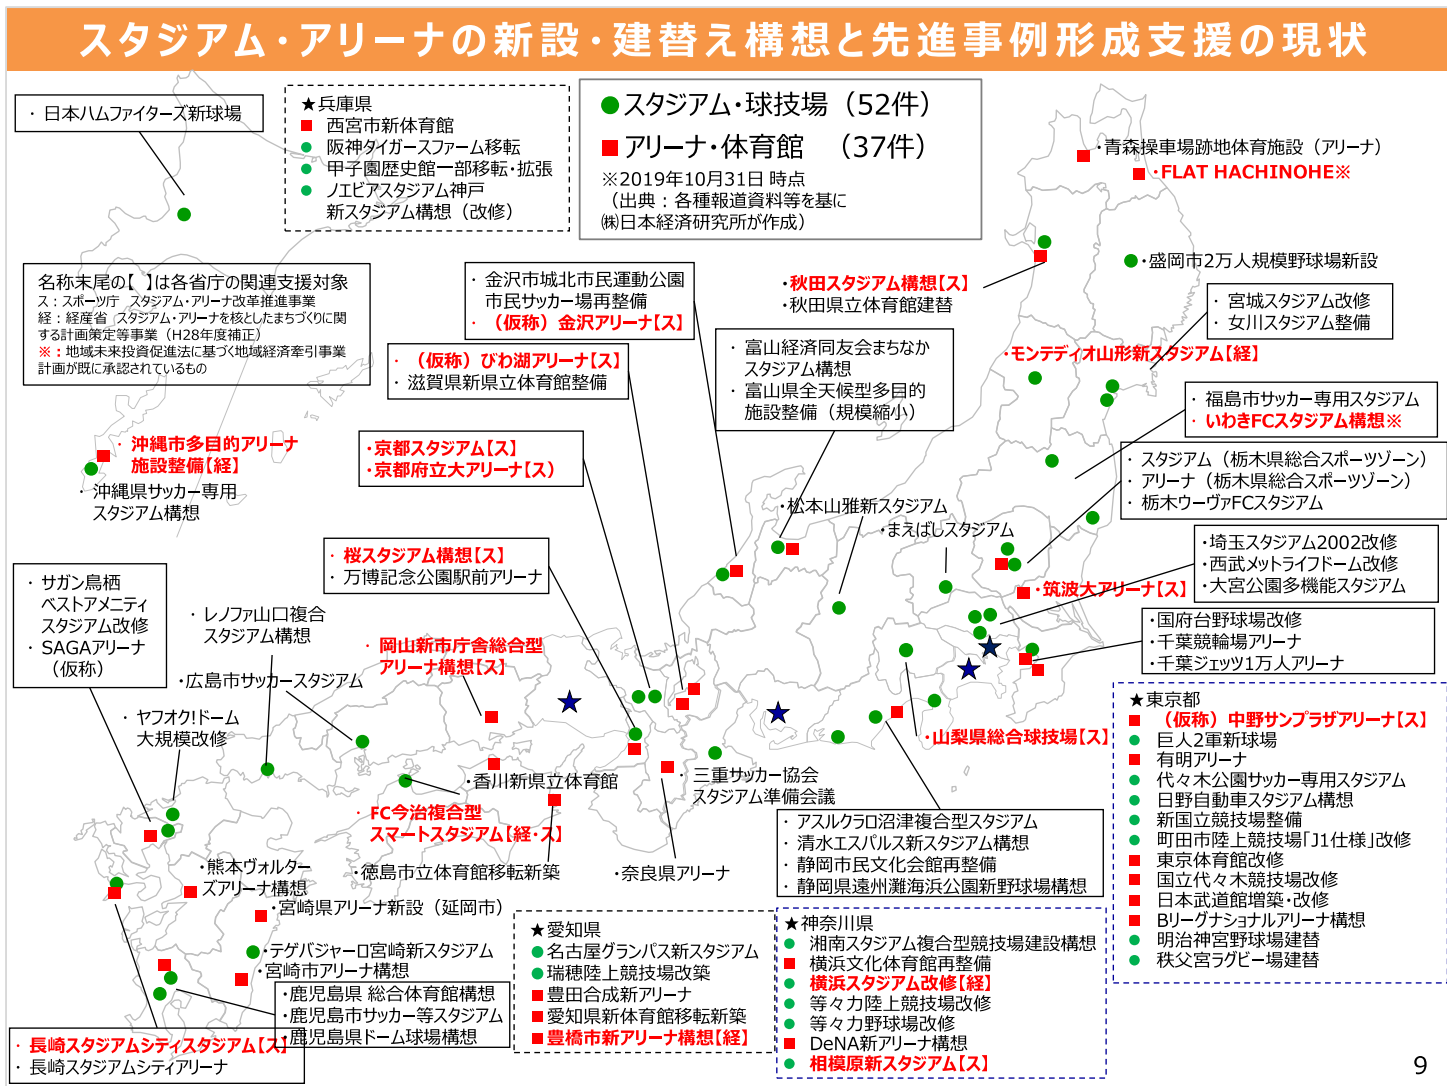 スタジアム・アリーナの新設・建替え構想と先進事例形成支援の現状
・ 日本ハムファイターズ新球場
★兵庫県
西宮市新体育館
阪神タイガースファーム移転
甲子園歴史館一部移転・拡張
ノエビアスタジアム神戸
新スタジアム構想（改修）
スタジアム・球技場（52件）
アリーナ・体育館　（37件）
※2019年10月31日 時点
（出典：各種報道資料等を基に
㈱日本経済研究所が作成）
・青森操車場跡地体育施設（アリーナ）
・FLAT HACHINOHE※
・盛岡市2万人規模野球場新設
・秋田スタジアム構想【ス】
・秋田県立体育館建替
・ 宮城スタジアム改修
・ 女川スタジアム整備
・モンテディオ山形新スタジアム【経】
名称末尾の【　】は各省庁の関連支援対象
ス：スポーツ庁　スタジアム・アリーナ改革推進事業
経：経産省　スタジアム・アリーナを核としたまちづくりに関
する計画策定等事業（H28年度補正）
※：地域未来投資促進法に基づく地域経済牽引事業
計画が既に承認されているもの
・ 金沢市城北市民運動公園
市民サッカー場再整備
・ （仮称）金沢アリーナ【ス】
・ （仮称）びわ湖アリーナ【ス】
・ 滋賀県新県立体育館整備
・ 富山経済同友会まちなか
スタジアム構想
・ 富山県全天候型多目的
施設整備（規模縮小）
・ 福島市サッカー専用スタジアム
・ いわきFCスタジアム構想※
・ スタジアム（栃木県総合スポーツゾーン）
・ アリーナ（栃木県総合スポーツゾーン）
・ 栃木ウーヴァFCスタジアム
・ 沖縄市多目的アリーナ
施設整備【経】
・ 沖縄県サッカー専用
スタジアム構想
・京都スタジアム【ス】
・京都府立大アリーナ【ス）
・松本山雅新スタジアム
・まえばしスタジアム
・埼玉スタジアム2002改修
・西武メットライフドーム改修
・大宮公園多機能スタジアム
・筑波大アリーナ【ス】
・ 桜スタジアム構想【ス】
・ 万博記念公園駅前アリーナ
・国府台野球場改修
・千葉競輪場アリーナ
・千葉ジェッツ1万人アリーナ
・ サガン鳥栖
ベストアメニティ
スタジアム改修
・ SAGAアリーナ
（仮称）
・ レノファ山口複合
スタジアム構想
・ 岡山新市庁舎総合型
アリーナ構想【ス】
・広島市サッカースタジアム
・ ヤフオク!ドーム
大規模改修
・山梨県総合球技場【ス】
・香川新県立体育館
・ 三重サッカー協会
スタジアム準備会議
・ FC今治複合型
スマートスタジアム【経・ス】
・徳島市立体育館移転新築
・奈良県アリーナ
・ アスルクラロ沼津複合型スタジアム
・ 清水エスパルス新スタジアム構想
・ 静岡市民文化会館再整備
・ 静岡県遠州灘海浜公園新野球場構想
★東京都
（仮称）中野サンプラザアリーナ【ス】
巨人2軍新球場
有明アリーナ
代々木公園サッカー専用スタジアム
日野自動車スタジアム構想
新国立競技場整備
町田市陸上競技場「J1仕様」改修
東京体育館改修
国立代々木競技場改修
日本武道館増築・改修
Bリーグナショナルアリーナ構想
明治神宮野球場建替
秩父宮ラグビー場建替
・熊本ヴォルター
ズアリーナ構想
・宮崎県アリーナ新設（延岡市）
・テゲバジャーロ宮崎新スタジアム
・宮崎市アリーナ構想
・鹿児島県 総合体育館構想
・鹿児島市サッカー等スタジアム
・鹿児島県ドーム球場構想
・ 長崎スタジアムシティスタジアム【ス】
・ 長崎スタジアムシティアリーナ
★愛知県
名古屋グランパス新スタジアム
瑞穂陸上競技場改築
豊田合成新アリーナ
愛知県新体育館移転新築
豊橋市新アリーナ構想【経】
★神奈川県
湘南スタジアム複合型競技場建設構想
横浜文化体育館再整備
横浜スタジアム改修【経】
等々力陸上競技場改修
等々力野球場改修
DeNA新アリーナ構想
相模原新スタジアム【ス】
9